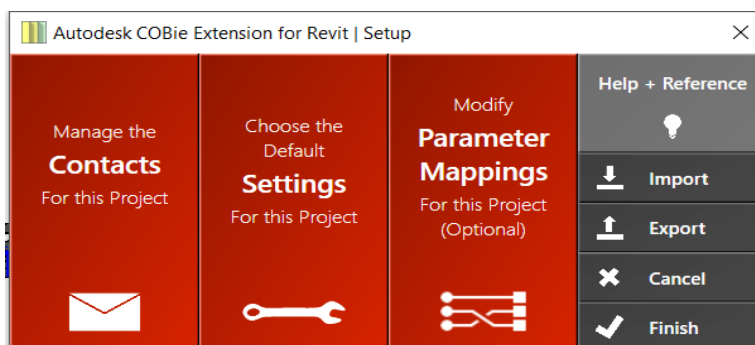 Autodesk COBie Extension for Revit | Setup
Manage the
Contacts
For this Project
Choose the
Default
Settings
For this Project
Modify
Parameter
Mappings
For this Project
(Optional)
Help + Reference
Import
Export
Cancel
Finish